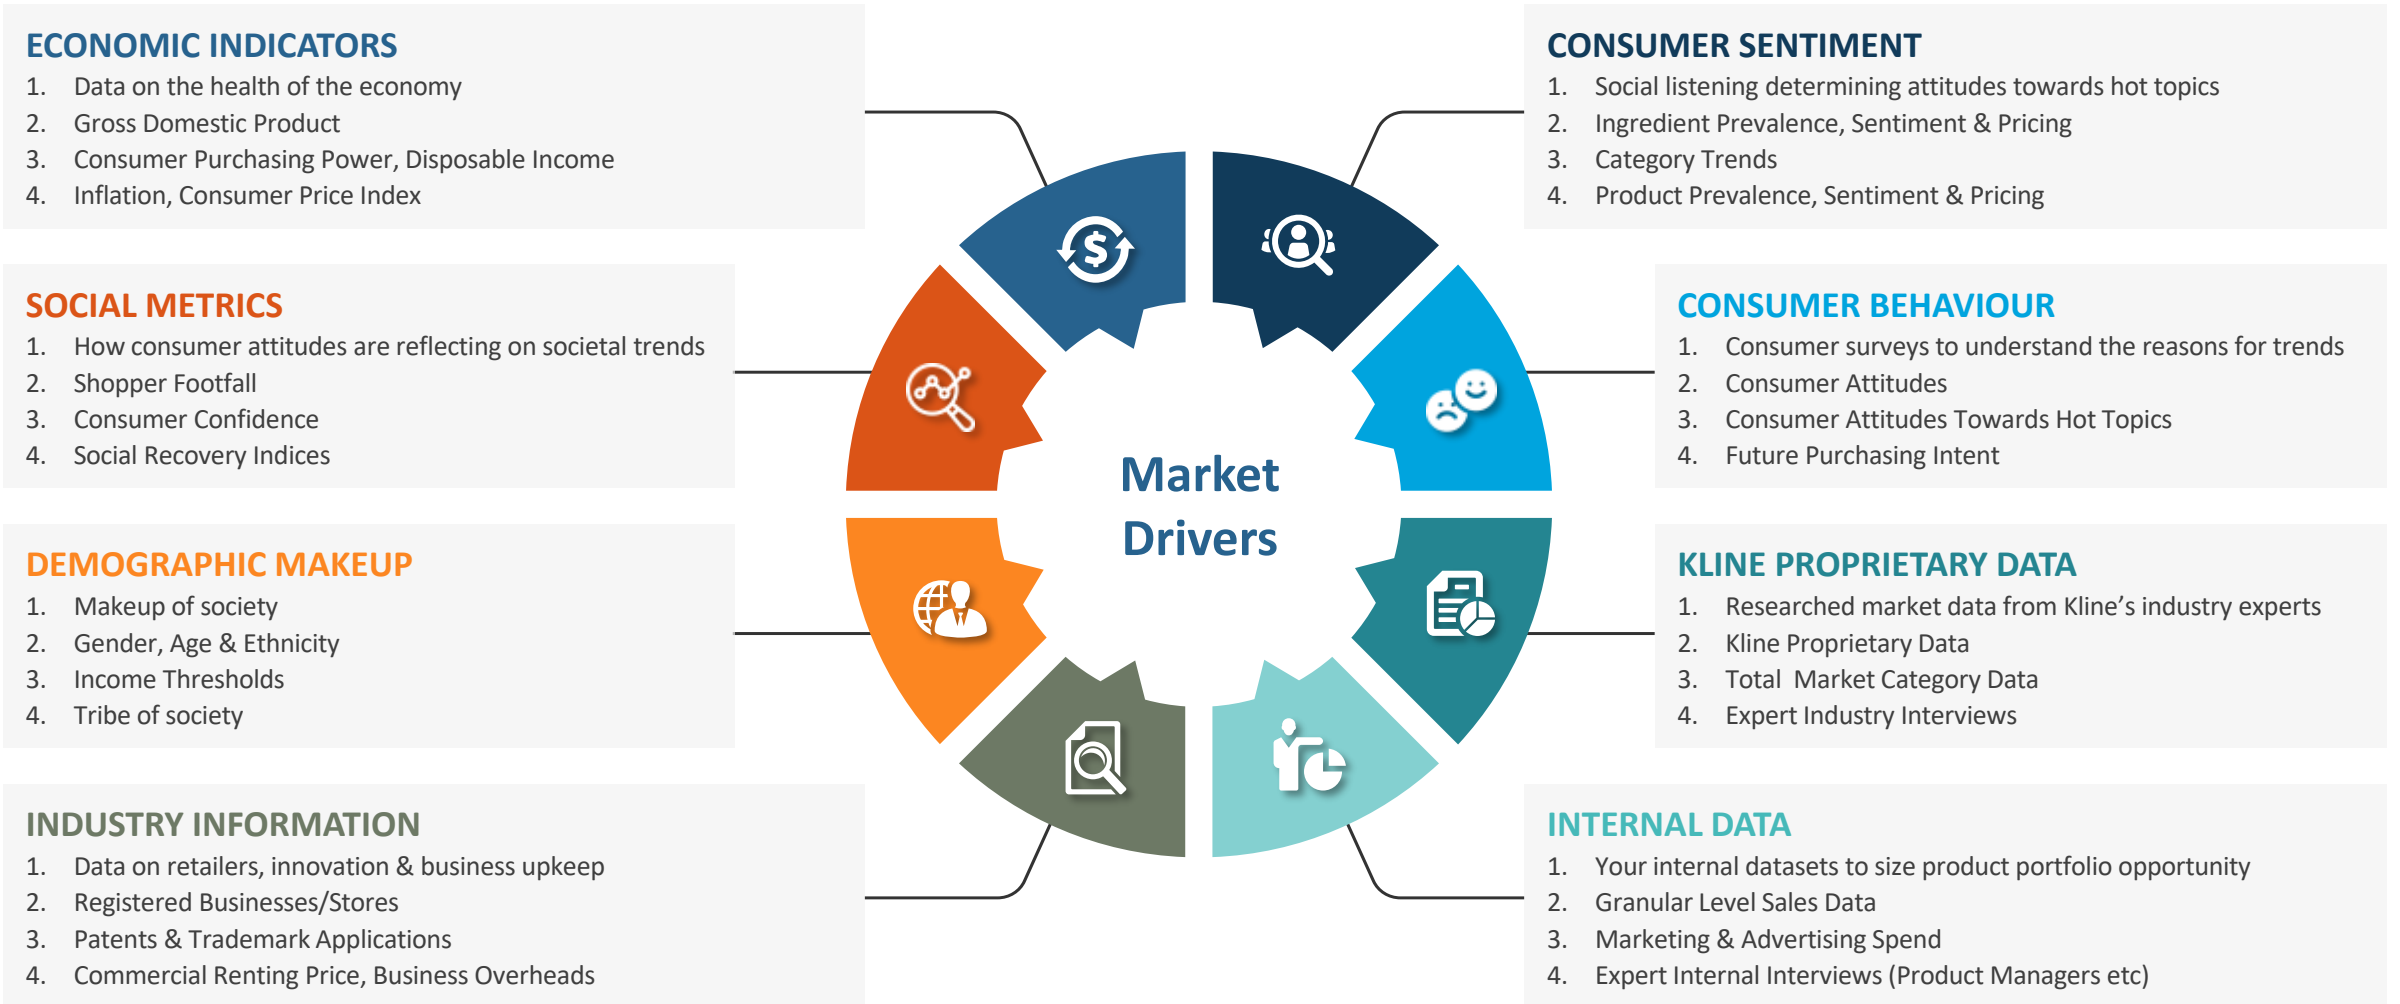 ECONOMIC INDICATORS
1. Data on the health of the economy
2. Gross Domestic Product
3. Consumer Purchasing Power, Disposable Income
4. Inflation, Consumer Price Index
SOCIAL METRICS
1. How consumer attitudes are reflecting on societal trends
2. Shopper Footfall
3. Consumer Confidence
4. Social Recovery Indices
DEMOGRAPHIC MAKEUP
1. Makeup of society
2. Gender, Age & Ethnicity
3. Income Thresholds
4. Tribe of society
INDUSTRY INFORMATION
1. Data on retailers, innovation & business upkeep
2. Registered Businesses/Stores
3. Patents & Trademark Applications
4. Commercial Renting Price, Business Overheads
$
Market
Drivers
CONSUMER SENTIMENT
1. Social listening determining attitudes towards hot topics
2. Ingredient Prevalence, Sentiment & Pricing
3. Category Trends
4. Product Prevalence, Sentiment & Pricing
CONSUMER BEHAVIOUR
1. Consumer surveys to understand the reasons for trends
2. Consumer Attitudes
3. Consumer Attitudes Towards Hot Topics
4. Future Purchasing Intent
KLINE PROPRIETARY DATA
1. Researched market data from Kline’s industry experts
2. Kline Proprietary Data
3. Total Market Category Data
4. Expert Industry Interviews
INTERNAL DATA
1. Your internal datasets to size product portfolio opportunity
2. Granular Level Sales Data
3. Marketing & Advertising Spend
4. Expert Internal Interviews (Product Managers etc)